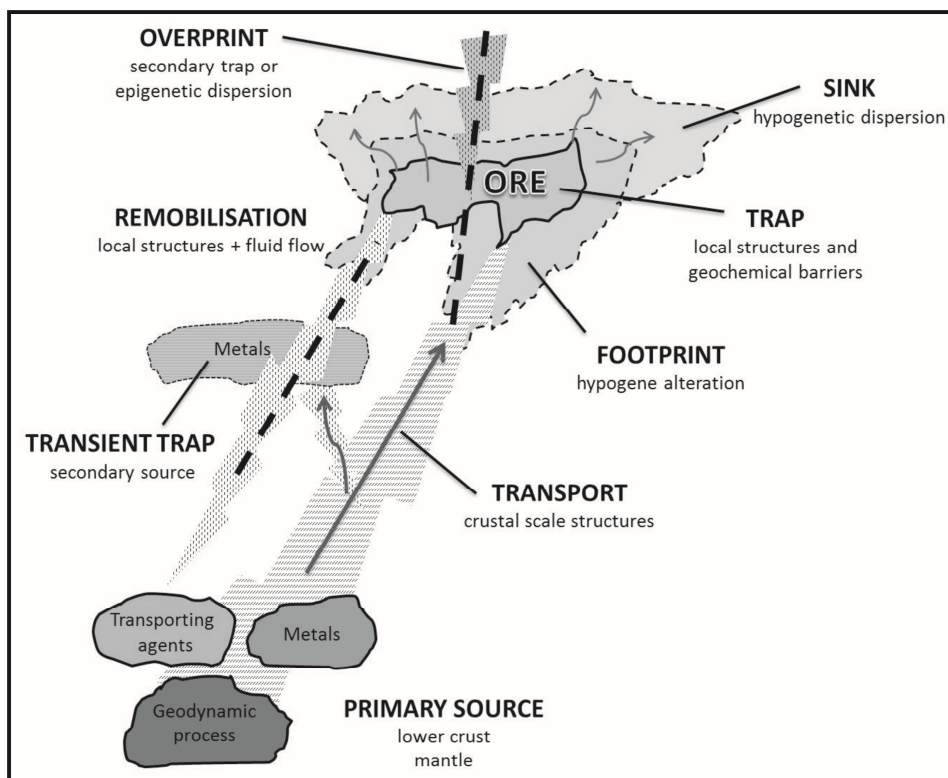 OVERPRINT
secondary trap or
epigenetic dispersion
SINK
hypogenetic dispersion
ORE
REMOBILISATION
local structures + fluid flow
TRAP
local structures and
geochemical barriers
Metals
FOOTPRINT
hypogene alteration
TRANSIENT TRAP
secondary source
TRANSPORT
crustal scale structures
Transporting
agents
Metals
Geodynamic
process
PRIMARY SOURCE
lower crust
mantle